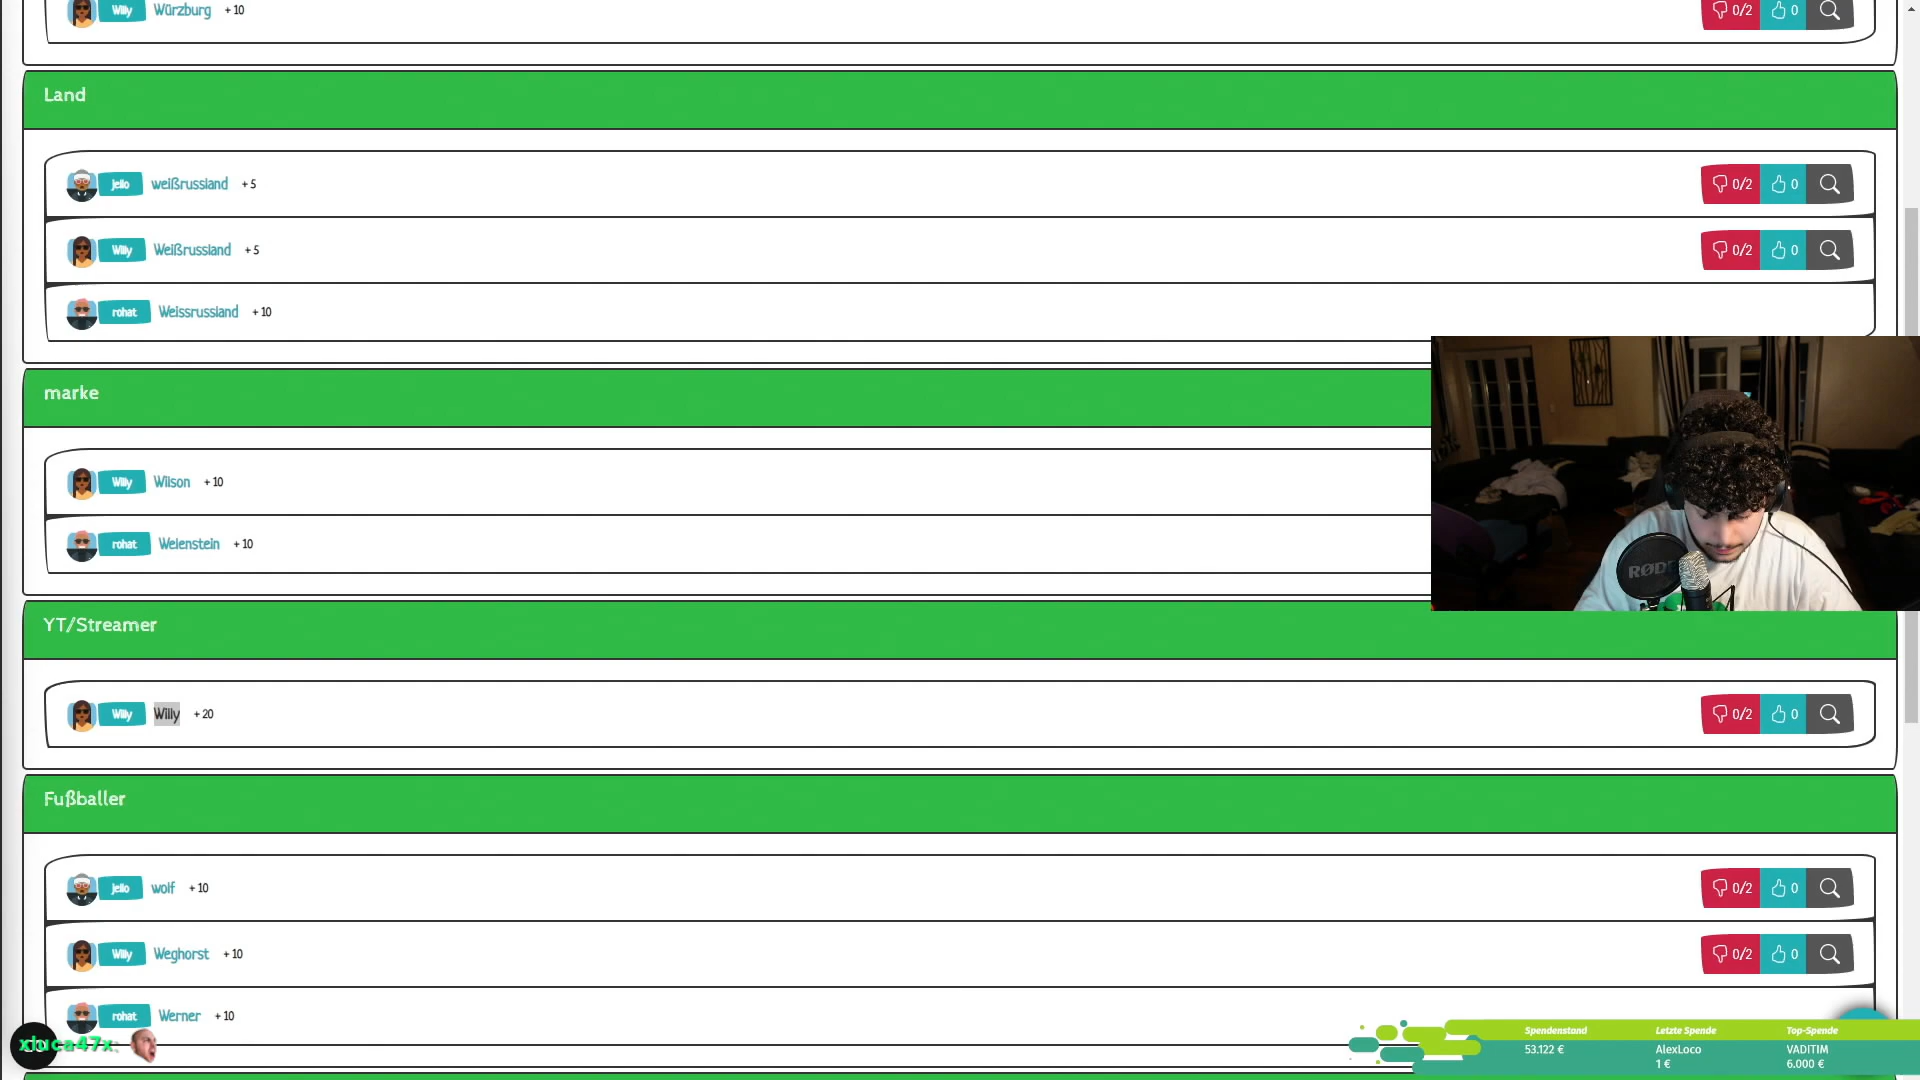 Willy Würzburg + 10 0/2 0
Land
jello weißrussland + 5 0/2 0
Willy Weißrussland + 5 0/2 0
rohat Weissrussland + 10
marke
Willy Wilson + 10
rohat Weienstein + 10
RØDE
YT/Streamer
Willy Willy + 20 0/2 0
Fußballer
jello wolf + 10 0/2 0
Willy Weghorst + 10 0/2 0
rohat Werner + 10
xluca47x:
Spendenstand Letzte Spende Top-Spende
53.122 € AlexLoco VADITIM
1 € 6.000 €